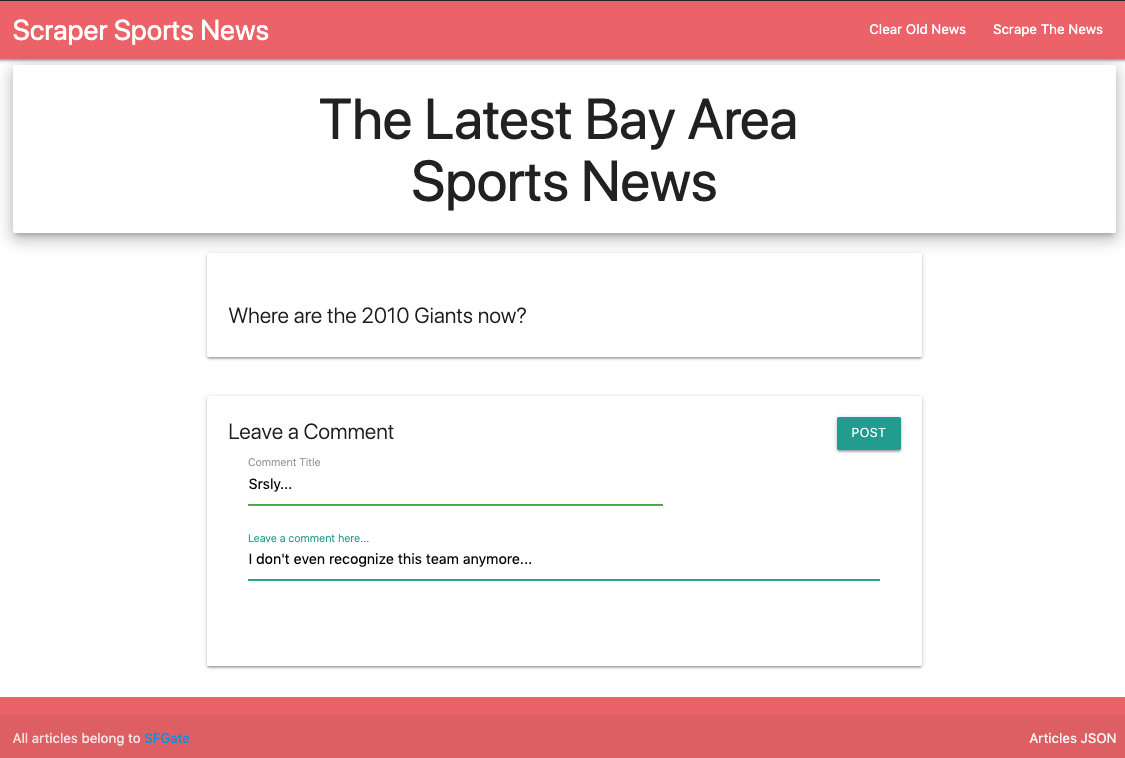 Scraper Sports News
Clear Old News
Scrape The News
The Latest Bay Area
Sports News
Where are the 2010 Giants now?
Leave a Comment
POST
Comment Title
Srsly...
Leave a comment here...
I don't even recognize this team anymore...
All articles belong to SFGate
Articles JSON